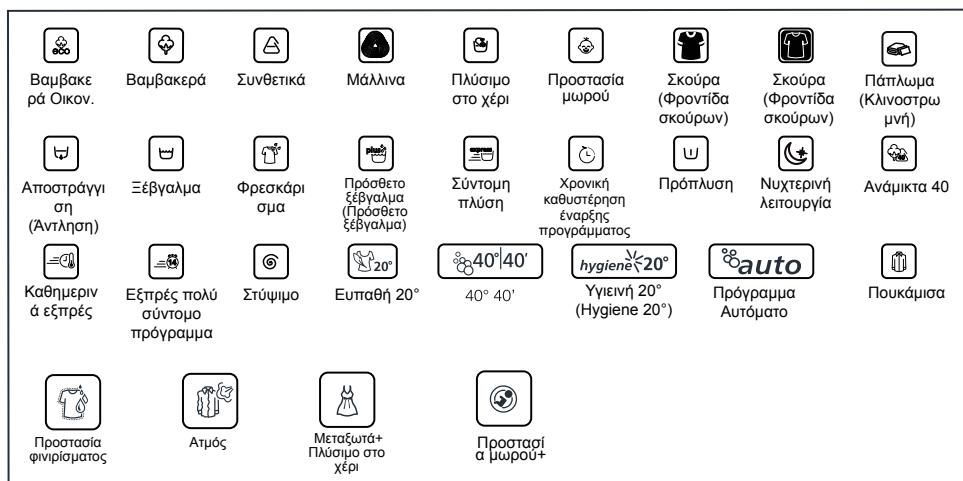 eco
Βαμβακε
ρά Οικον.
Βαμβακερά
Συνθετικά
Μάλλινα
Πλύσιμο
στο χέρι
Προστασία
μωρού
Σκούρα
(Φροντίδα
σκούρων)
Σκούρα
(Φροντίδα
σκούρων)
Πάπλωμα
(Κλινοστρω
μνή)
Αποστράγγι
ση
(Άντληση)
Ξέβγαλμα
Φρεσκάρι
σμα
plus
Πρόσθετο
ξέβγαλμα
(Πρόσθετο
ξέβγαλμα)
express
Σύντομη
πλύση
Χρονική
καθυστέρηση
έναρξης
προγράμματος
Πρόπλυση
Νυχτερινή
λειτουργία
40
Ανάμικτα 40
Καθημεριν
ά εξπρές
14
Εξπρές πολύ
σύντομο
πρόγραμμα
Στύψιμο
20°
Ευπαθή 20°
40°|40'
40° 40'
hygiene 20°
Υγιεινή 20°
(Hygiene 20°)
auto
Πρόγραμμα
Αυτόματο
Πουκάμισα
Προστασία
φινιρίσματος
Ατμός
Μεταξωτά+
Πλύσιμο στο
χέρι
Προστασί
α μωρού+